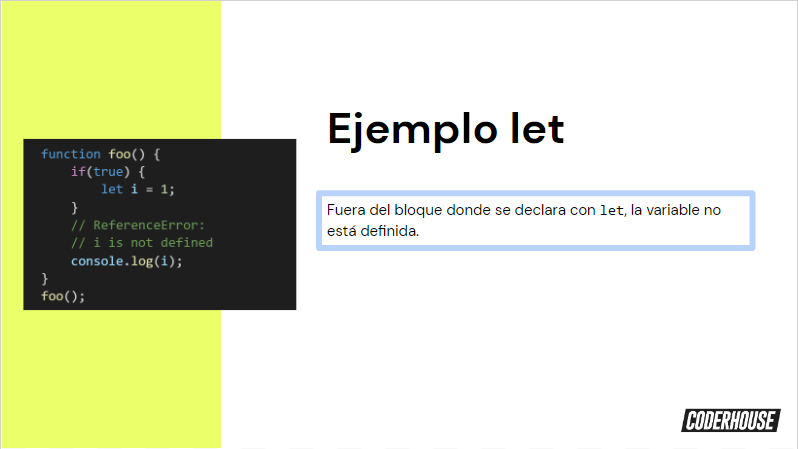 Ejemplo let
function foo() {
if(true) {
let i = 1;
}
// ReferenceError:
// i is not defined
console.log(i);
}
foo();
Fuera del bloque donde se declara con let, la variable no
está definida.
CODERHOUSE